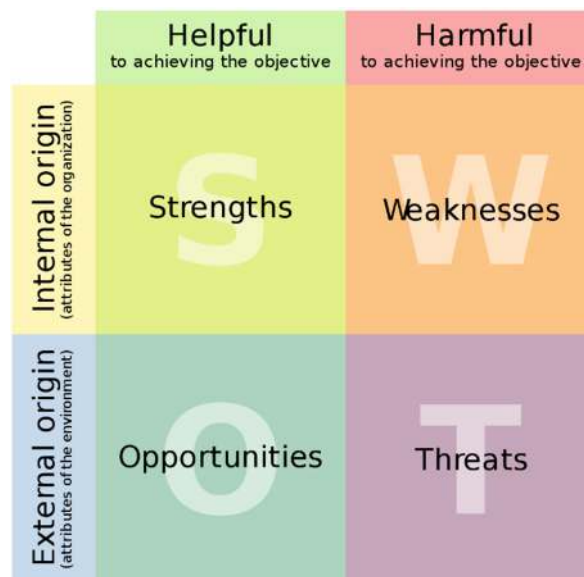 Helpful
to achieving the objective
Harmful
to achieving the objective
Internal origin
(attributes of the organization)
S
Strengths
W
Weaknesses
External origin
(attributes of the environment)
O
Opportunities
T
Threats